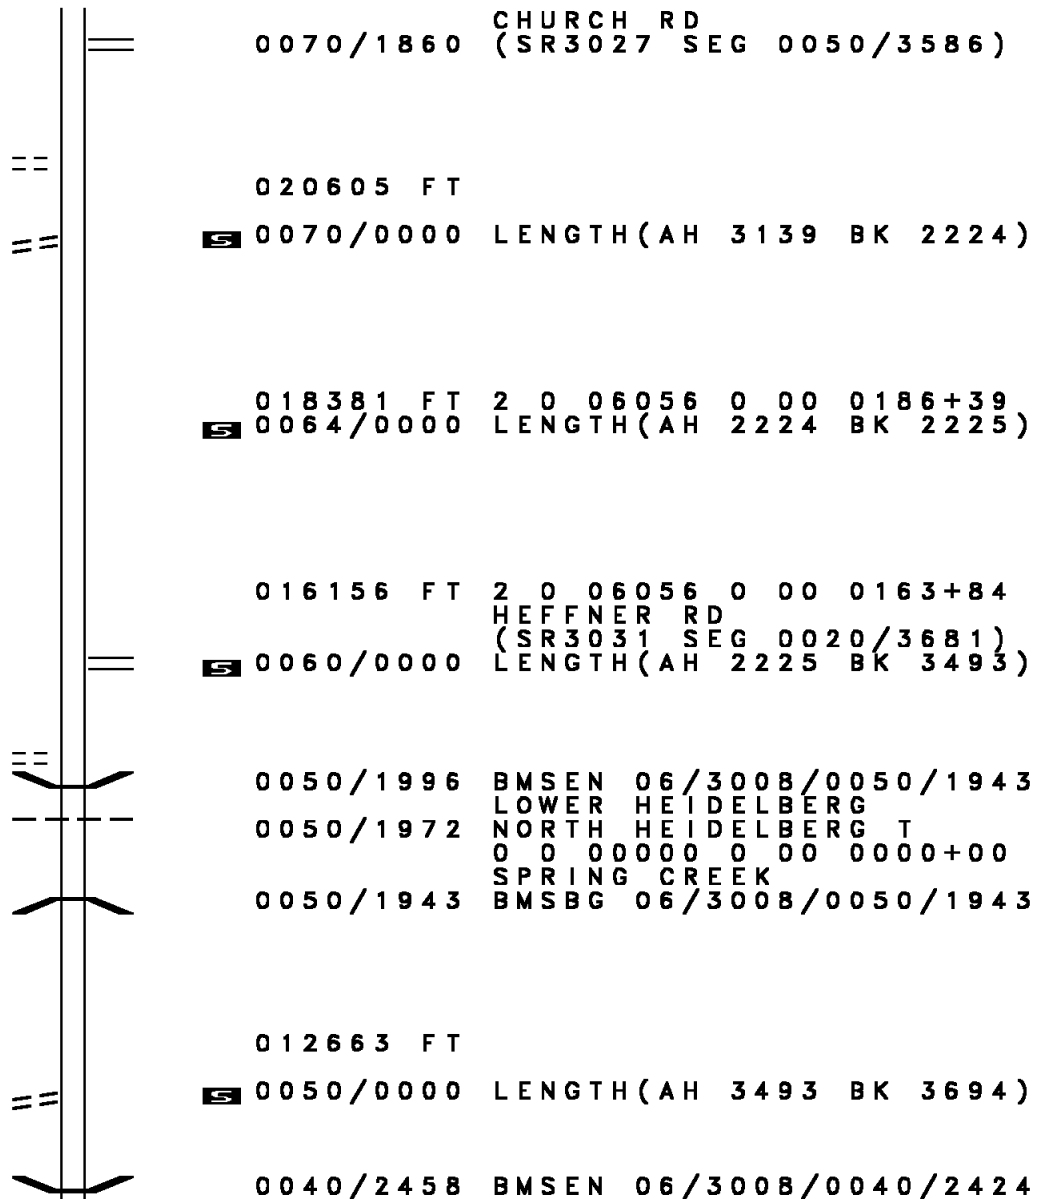 CHURCH RD
0070/1860 (SR3027 SEG 0050/3586)
020605 FT
S 0070/0000 LENGTH(AH 3139 BK 2224)
018381 FT 2 0 06056 0 00 0186+39
S 0064/0000 LENGTH(AH 2224 BK 2225)
016156 FT 2 0 06056 0 00 0163+84
HEFFNER RD
(SR3031 SEG 0020/3681)
S 0060/0000 LENGTH(AH 2225 BK 3493)
0050/1996 BMSEN 06/3008/0050/1943
LOWER HEIDELBERG
0050/1972 NORTH HEIDELBERG T
0 0 00000 0 00 0000+00
SPRING CREEK
0050/1943 BMSBG 06/3008/0050/1943
012663 FT
S 0050/0000 LENGTH(AH 3493 BK 3694)
0040/2458 BMSEN 06/3008/0040/2424